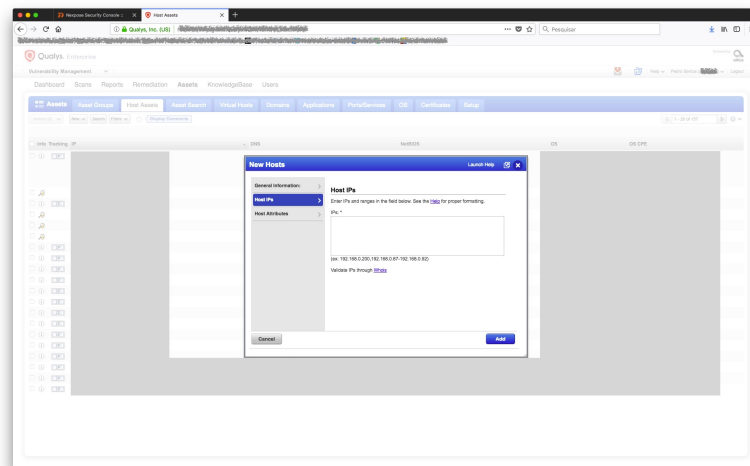 Nexpose Security Console :: X
Host Assets X +
Qualys, Inc. (US)
Pesquisar
Qualys. Enterprise
Vulnerability Management
Help Logout
Dashboard Scans Reports Remediation Assets KnowledgeBase Users
Assets Asset Groups Host Assets Asset Search Virtual Hosts Domains Applications Ports/Services OS Certificates Setup
New Search Filters
Info Tracking IP DNS NetBIOS OS OS CPE
New Hosts Launch Help
General Information:
Host IPs
Host Attributes
Host IPs
Enter IPs and ranges in the field below. See the Help for proper formatting.
IPs: *
(ex: 192.168.0.200,192.168.0.87-192.168.0.92)
Validate IPs through Whois
Cancel Add